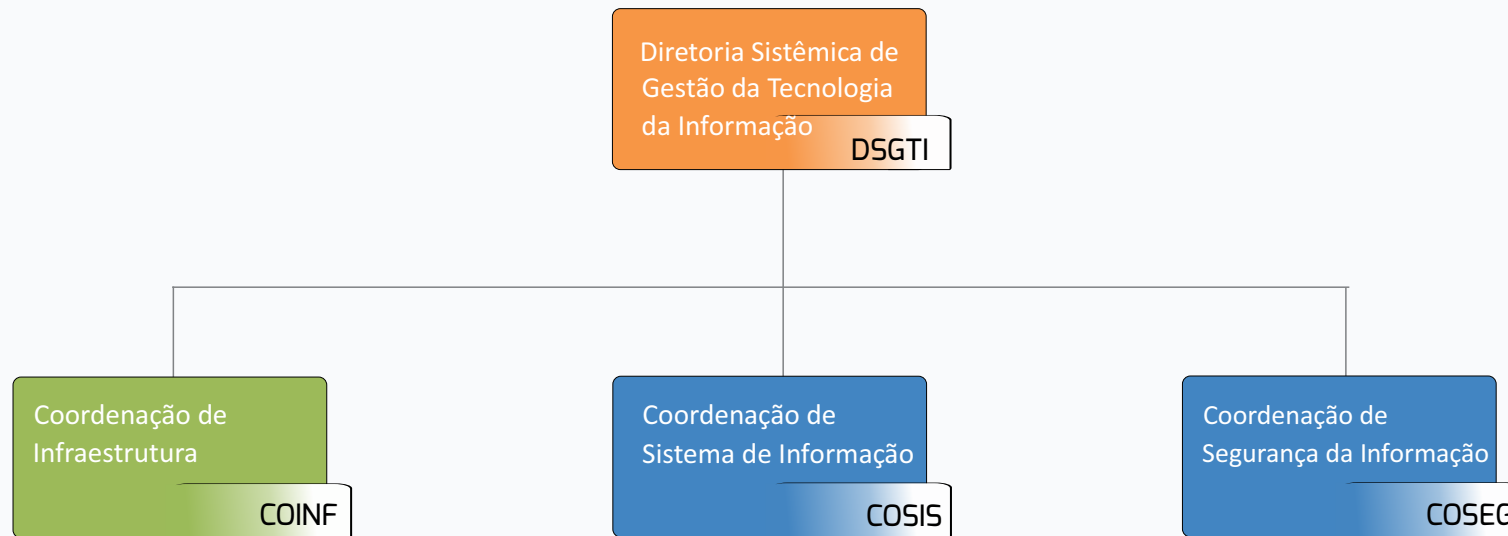 Diretoria Sistêmica de
Gestão da Tecnologia
da Informação
DSGTI
Coordenação de
Infraestrutura
COINF
Coordenação de
Sistema de Informação
COSIS
Coordenação de
Segurança da Informação
COSEG